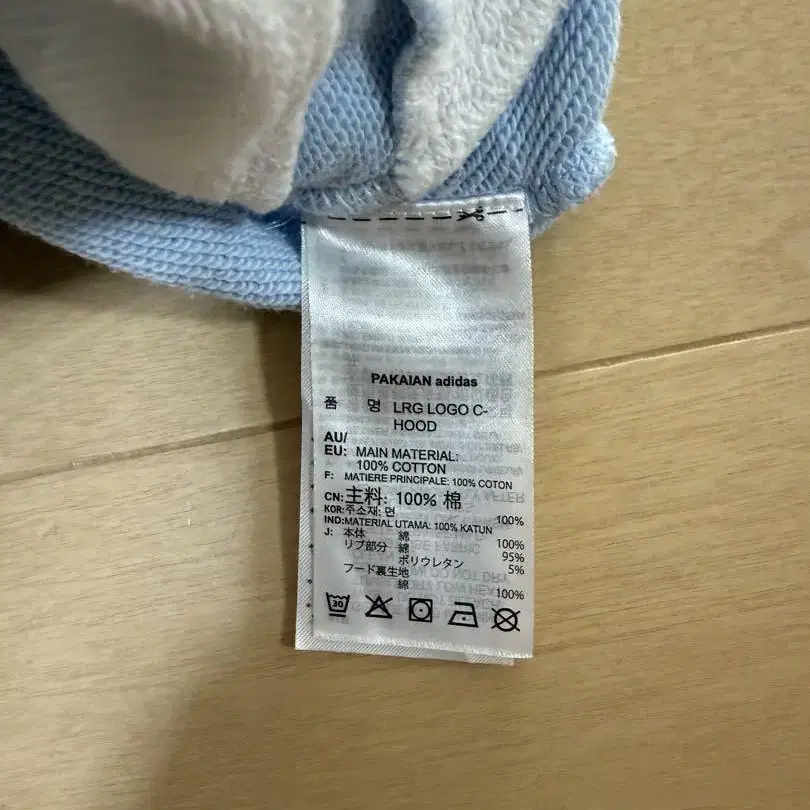 PAKAIAN adidas
품 명 LRG LOGO C-
HOOD
AU/
EU: MAIN MATERIAL:
100% COTTON
F: MATIERE PRINCIPALE: 100% COTON
CN: 主料: 100% 棉
KOR: 주소재: 면 100%
IND: MATERIAL UTAMA: 100% KATUN
J: 本体 綿 100%
リブ部分 綿 95%
ポリウレタン 5%
フード裏生地
綿 100%
30